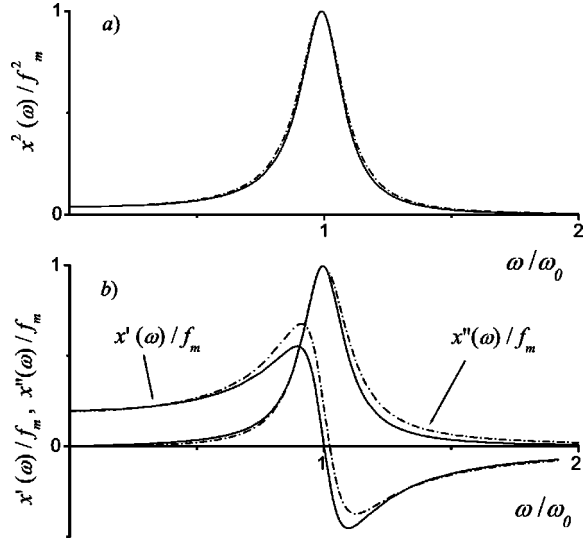 a)
x²(ω) / f²ₘ
1
0
1
2
ω/ω₀
b)
x'(ω)/fₘ, x''(ω)/fₘ
1
x'(ω)/fₘ
x''(ω)/fₘ
0
1
2
ω/ω₀